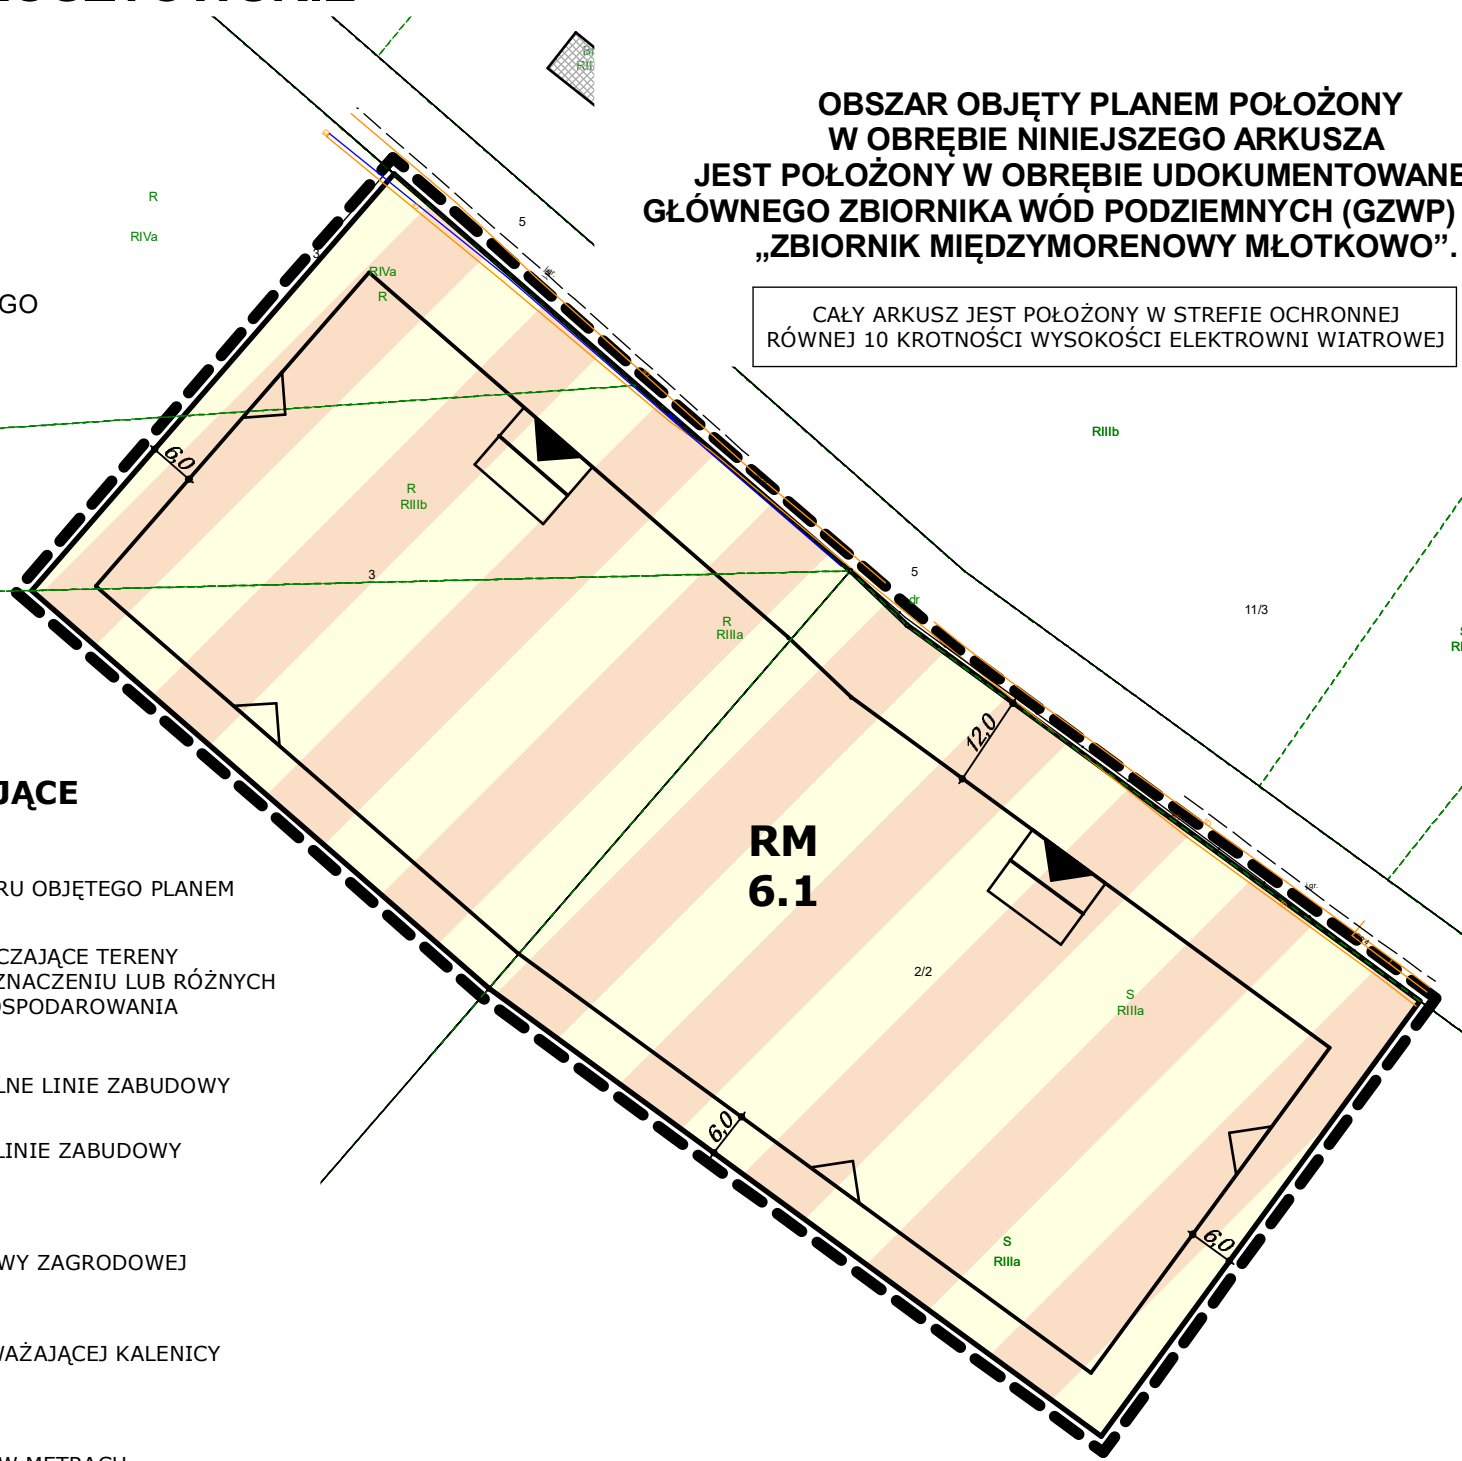 OBSZAR OBJĘTY PLANEM POŁOŻONY
W OBRĘBIE NINIEJSZEGO ARKUSZA
JEST POŁOŻONY W OBRĘBIE UDOKUMENTOWANE
GŁÓWNEGO ZBIORNIKA WÓD PODZIEMNYCH (GZWP)
„ZBIORNIK MIĘDZYMORENOWY MŁOTKOWO”.
CAŁY ARKUSZ JEST POŁOŻONY W STREFIE OCHRONNEJ
RÓWNEJ 10 KROTNOŚCI WYSOKOŚCI ELEKTROWNI WIATROWEJ
R
RIVa
3
5
RIVa
R
GO
RIIIb
6,0
R
RIIIb
3
5
dr
11/3
R
RIIIa
12,0
JĄCE
RM
6.1
RU OBJĘTEGO PLANEM
CZAJĄCE TERENY
ZNACZENIU LUB RÓŻNYCH
OSPODAROWANIA
2/2
S
RIIIa
LNE LINIE ZABUDOWY
LINIE ZABUDOWY
6,0
6,0
S
RIIIa
WY ZAGRODOWEJ
WAŻAJĄCEJ KALENICY
W METRACH